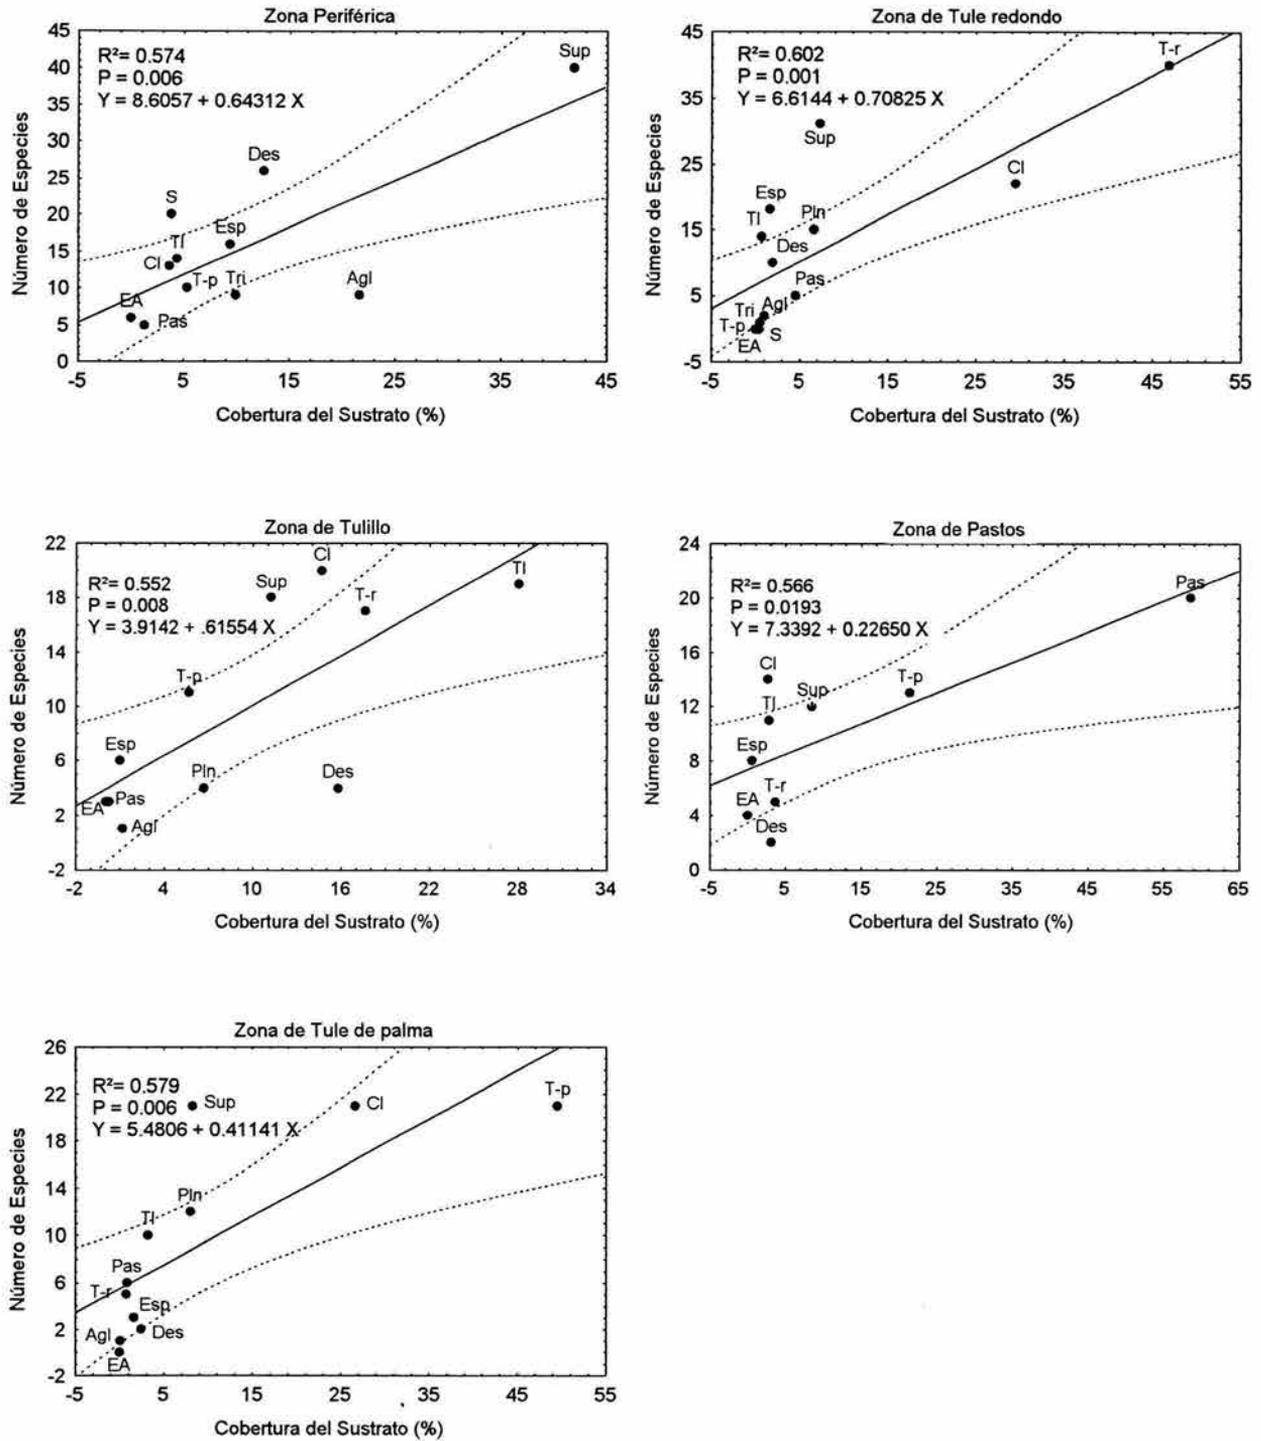 Zona Periférica
R²= 0.574
P = 0.006
Y = 8.6057 + 0.64312 X
Número de Especies
45
40
35
30
25
20
15
10
5
0
Sup
Des
S
Esp
Tl
Cl
T-p
Tri
Agl
EA
Pas
-5 5 15 25 35 45
Cobertura del Sustrato (%)
Zona de Tule redondo
R²= 0.602
P = 0.001
Y = 6.6144 + 0.70825 X
Número de Especies
45
35
25
15
5
-5
T-r
Sup
Cl
Esp
Tl
Pln
Des
Pas
Agl
Tri
T-p
S
EA
-5 5 15 25 35 45 55
Cobertura del Sustrato (%)
Zona de Tulillo
R²= 0.552
P = 0.008
Y = 3.9142 + .61554 X
Número de Especies
22
18
14
10
6
2
-2
Cl
Tl
Sup
T-r
T-p
Esp
Pln
Des
EA
Pas
Agl
-2 4 10 16 22 28 34
Cobertura del Sustrato (%)
Zona de Pastos
R²= 0.566
P = 0.0193
Y = 7.3392 + 0.22650 X
Número de Especies
24
20
16
12
8
4
0
Pas
Cl
T-p
Sup
Tl
Esp
T-r
EA
Des
-5 5 15 25 35 45 55 65
Cobertura del Sustrato (%)
Zona de Tule de palma
R²= 0.579
P = 0.006
Y = 5.4806 + 0.41141 X
Número de Especies
26
22
18
14
10
6
2
-2
Sup
Cl
T-p
Pln
Tl
Pas
T-r
Esp
Des
Agl
EA
-5 5 15 25 35 45 55
Cobertura del Sustrato (%)